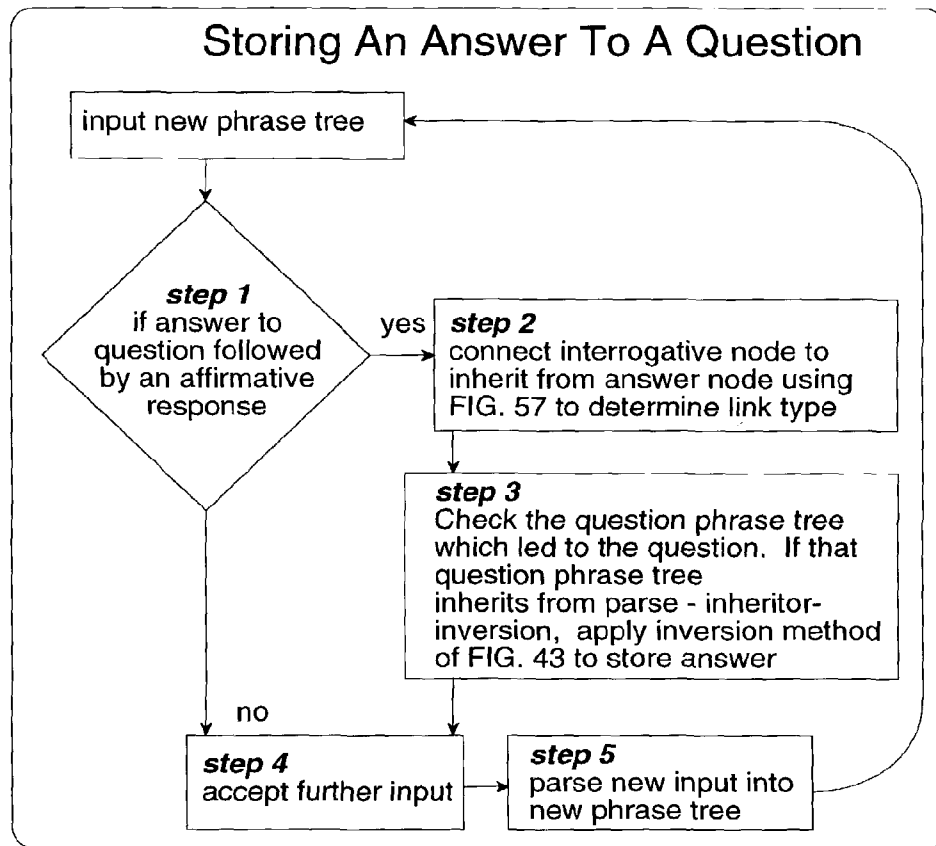 Storing An Answer To A Question
input new phrase tree
step 1
if answer to
question followed
by an affirmative
response
yes
step 2
connect interrogative node to
inherit from answer node using
FIG. 57 to determine link type
step 3
Check the question phrase tree
which led to the question. If that
question phrase tree
inherits from parse - inheritor-
inversion, apply inversion method
of FIG. 43 to store answer
no
step 4
accept further input
step 5
parse new input into
new phrase tree